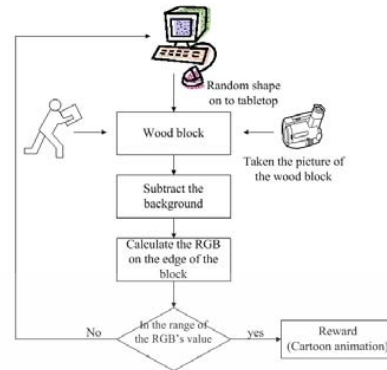 Random shape
on to tabletop
Wood block
Taken the picture of
the wood block
Subtract the
background
Calculate the RGB
on the edge of the
block
In the range of
the RGB's value
No
yes
Reward
(Cartoon animation)